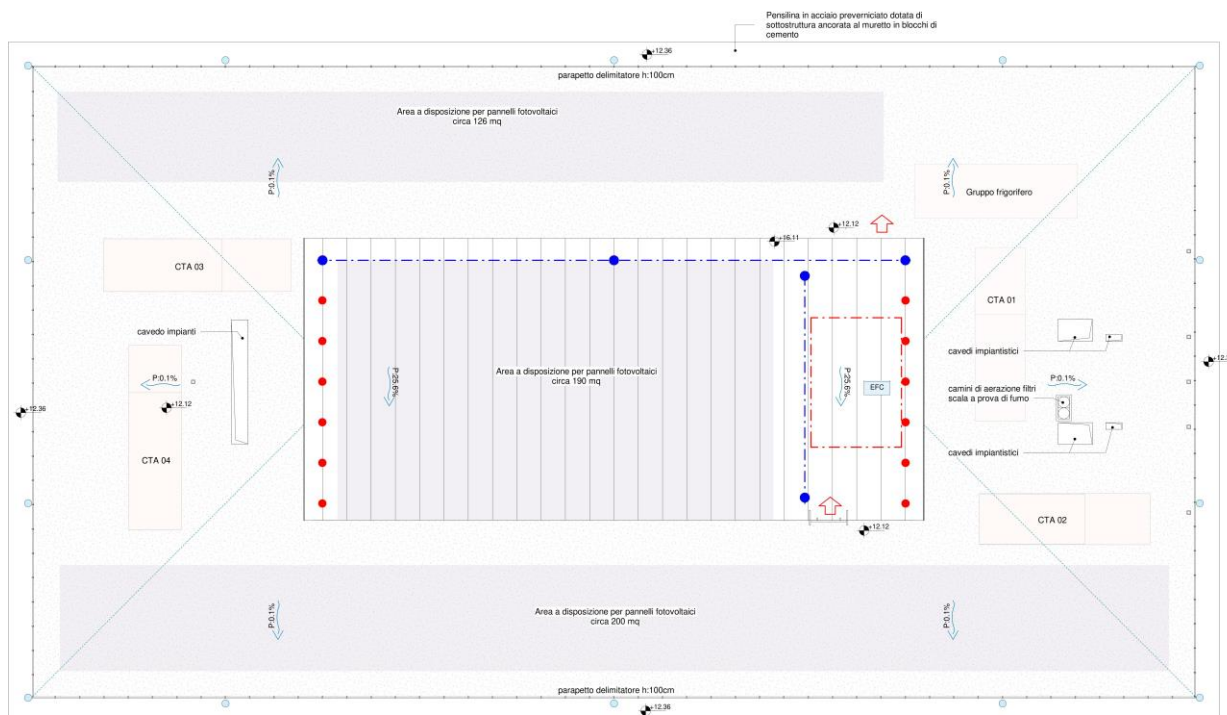 Pensilina in acciaio preverniciato dotata di
sottostruttura ancorata al muretto in blocchi di
cemento
+12.36
parapetto delimitatore h:100cm
Area a disposizione per pannelli fotovoltaici
circa 126 mq
P:0.1%
P:0.1%
Gruppo frigorifero
+12.12
+16.11
CTA 03
CTA 01
cavedo impianti
cavedi impiantistici
Area a disposizione per pannelli fotovoltaici
circa 190 mq
P:25.6%
P:25.6%
EFC
P:0.1%
P:0.1%
camini di aerazione filtri
scala a prova di fumo
+12.36
+12.12
CTA 04
cavedi impiantistici
CTA 02
+12.12
Area a disposizione per pannelli fotovoltaici
circa 200 mq
P:0.1%
P:0.1%
parapetto delimitatore h:100cm
+12.36